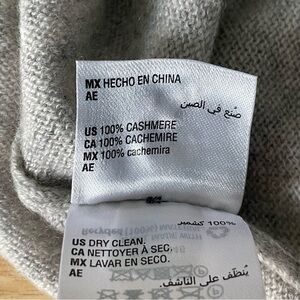 MX HECHO EN CHINA
AE
صنع في الصين
US 100% CASHMERE
CA 100% CACHEMIRE
MX 100% cachemira
AE
100% كشمير
US DRY CLEAN.
CA NETTOYER À SEC.
MX LAVAR EN SECO.
AE
ينظف على الناشف.